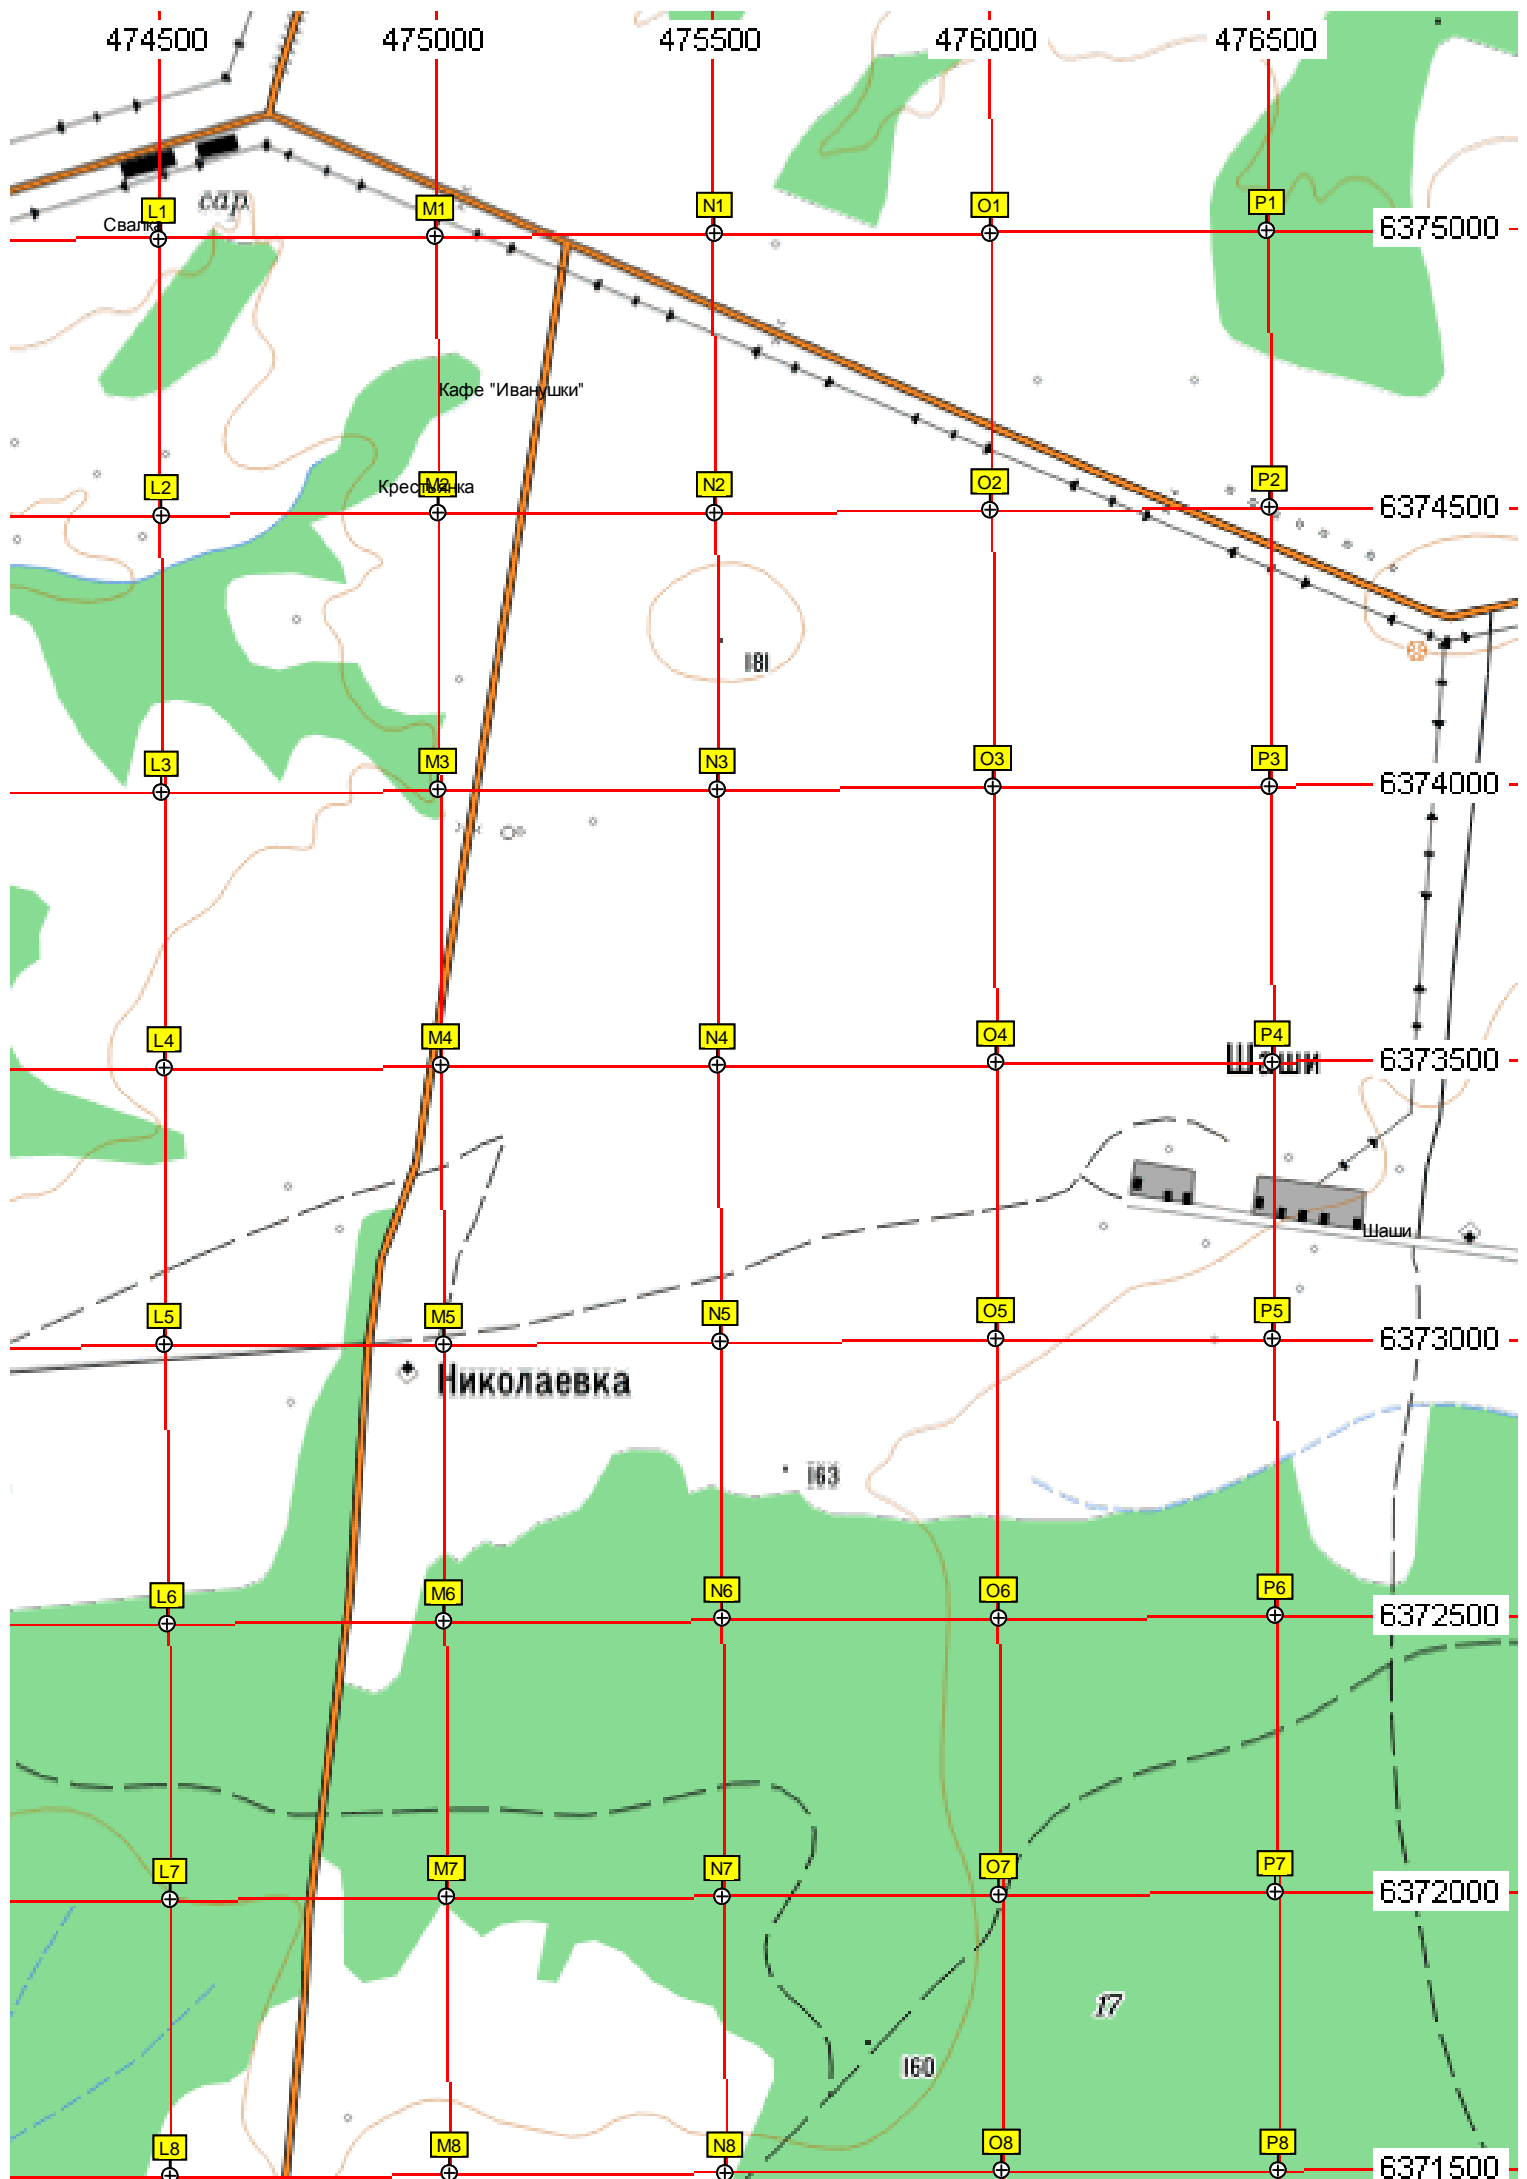 474500 475000 475500 476000 476500
сар.
L1 M1 N1 O1 P1
Свалка
6375000
Кафе "Иванушки"
L2 M2 N2 O2 P2
Крестьянка
6374500
181
L3 M3 N3 O3 P3
6374000
L4 M4 N4 O4 P4
Шаши
6373500
Шаши
L5 M5 N5 O5 P5
6373000
Николаевка
163
L6 M6 N6 O6 P6
6372500
L7 M7 N7 O7 P7
6372000
17
160
L8 M8 N8 O8 P8
6371500